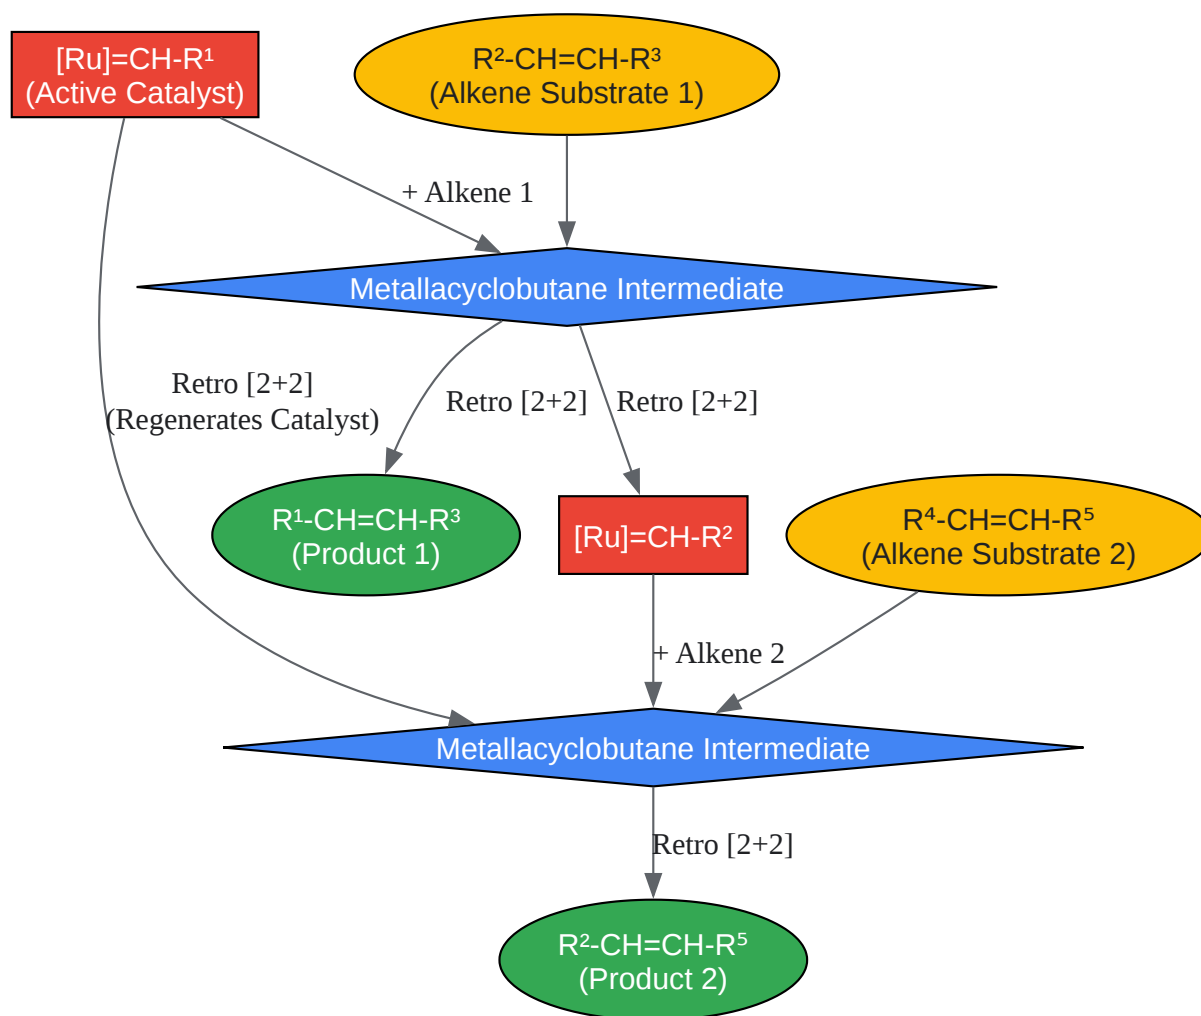 [Ru]=CH-R¹
(Active Catalyst)
R²-CH=CH-R³
(Alkene Substrate 1)
+ Alkene 1
Metallacyclobutane Intermediate
Retro [2+2]
(Regenerates Catalyst)
Retro [2+2]
Retro [2+2]
R¹-CH=CH-R³
(Product 1)
[Ru]=CH-R²
R⁴-CH=CH-R⁵
(Alkene Substrate 2)
+ Alkene 2
Metallacyclobutane Intermediate
Retro [2+2]
R²-CH=CH-R⁵
(Product 2)